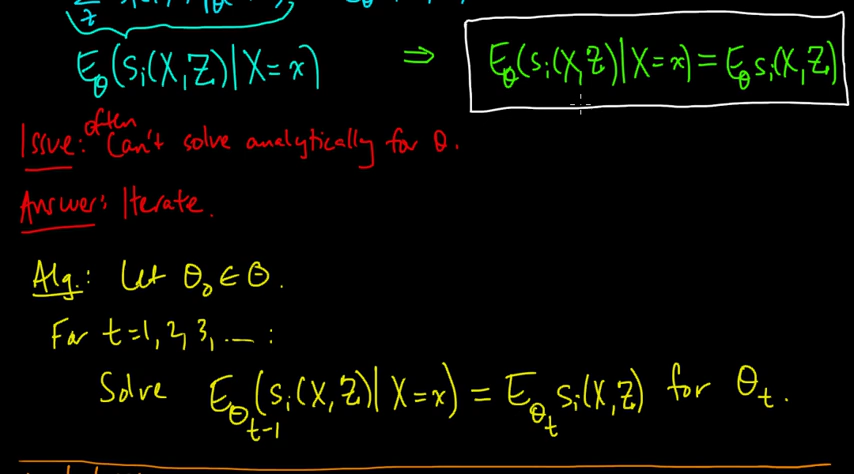 E_θ(s_i(X,Z)|X=x) ⇒ E_θ(s_i(X,Z)|X=x) = E_θ s_i(X,Z)
Issue: often Can't solve analytically for θ.
Answer: Iterate.
Alg.: Let θ_0 ∈ Θ.
For t=1, 2, 3, ... :
Solve E_θ_{t-1}(s_i(X,Z)|X=x) = E_θ_t s_i(X,Z) for θ_t.